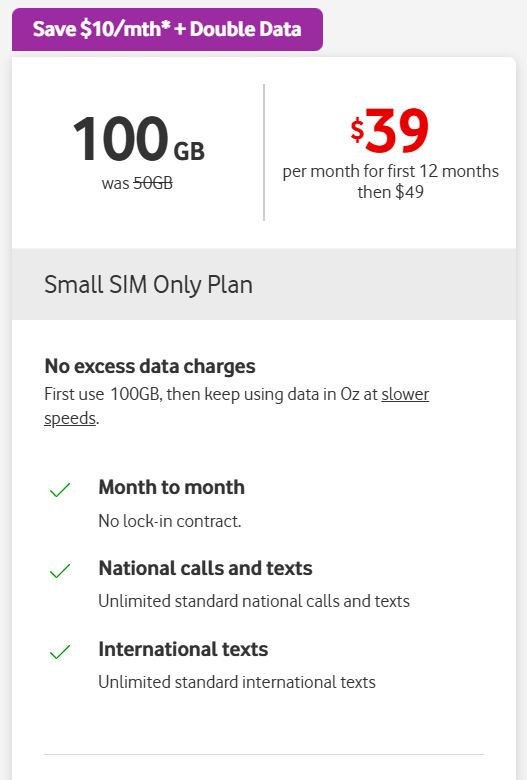 Save $10/mth* + Double Data
100 GB
was 50GB
$39
per month for first 12 months
then $49
Small SIM Only Plan
No excess data charges
First use 100GB, then keep using data in Oz at slower
speeds.
Month to month
No lock-in contract.
National calls and texts
Unlimited standard national calls and texts
International texts
Unlimited standard international texts